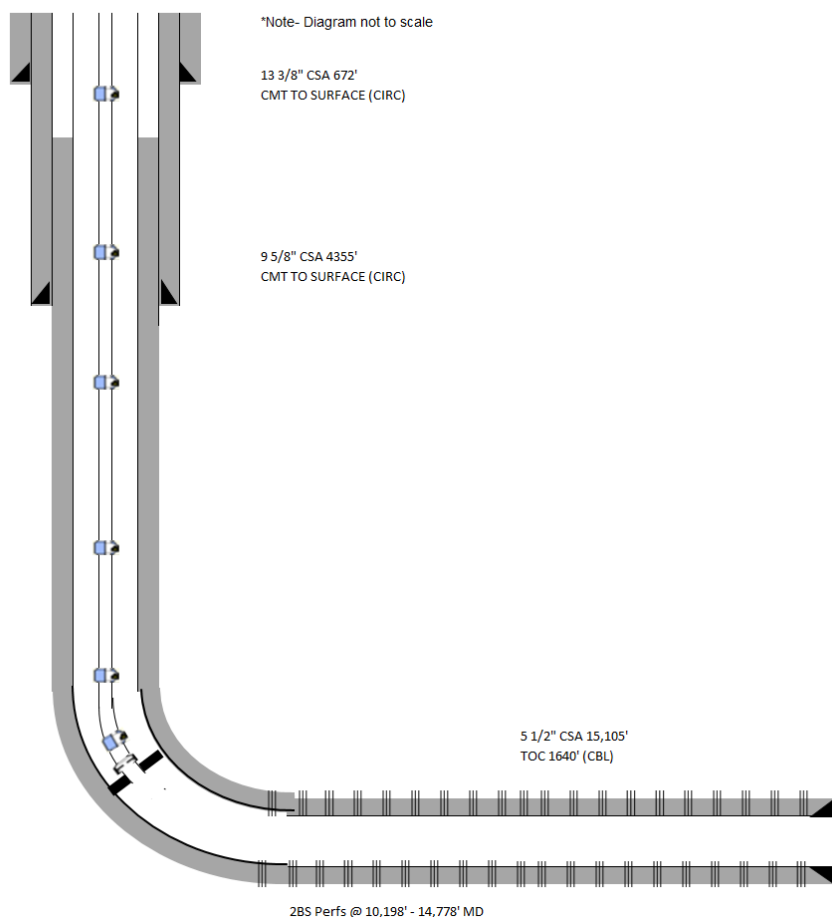 *Note- Diagram not to scale
13 3/8" CSA 672'
CMT TO SURFACE (CIRC)
9 5/8" CSA 4355'
CMT TO SURFACE (CIRC)
5 1/2" CSA 15,105'
TOC 1640' (CBL)
2BS Perfs @ 10,198' - 14,778' MD